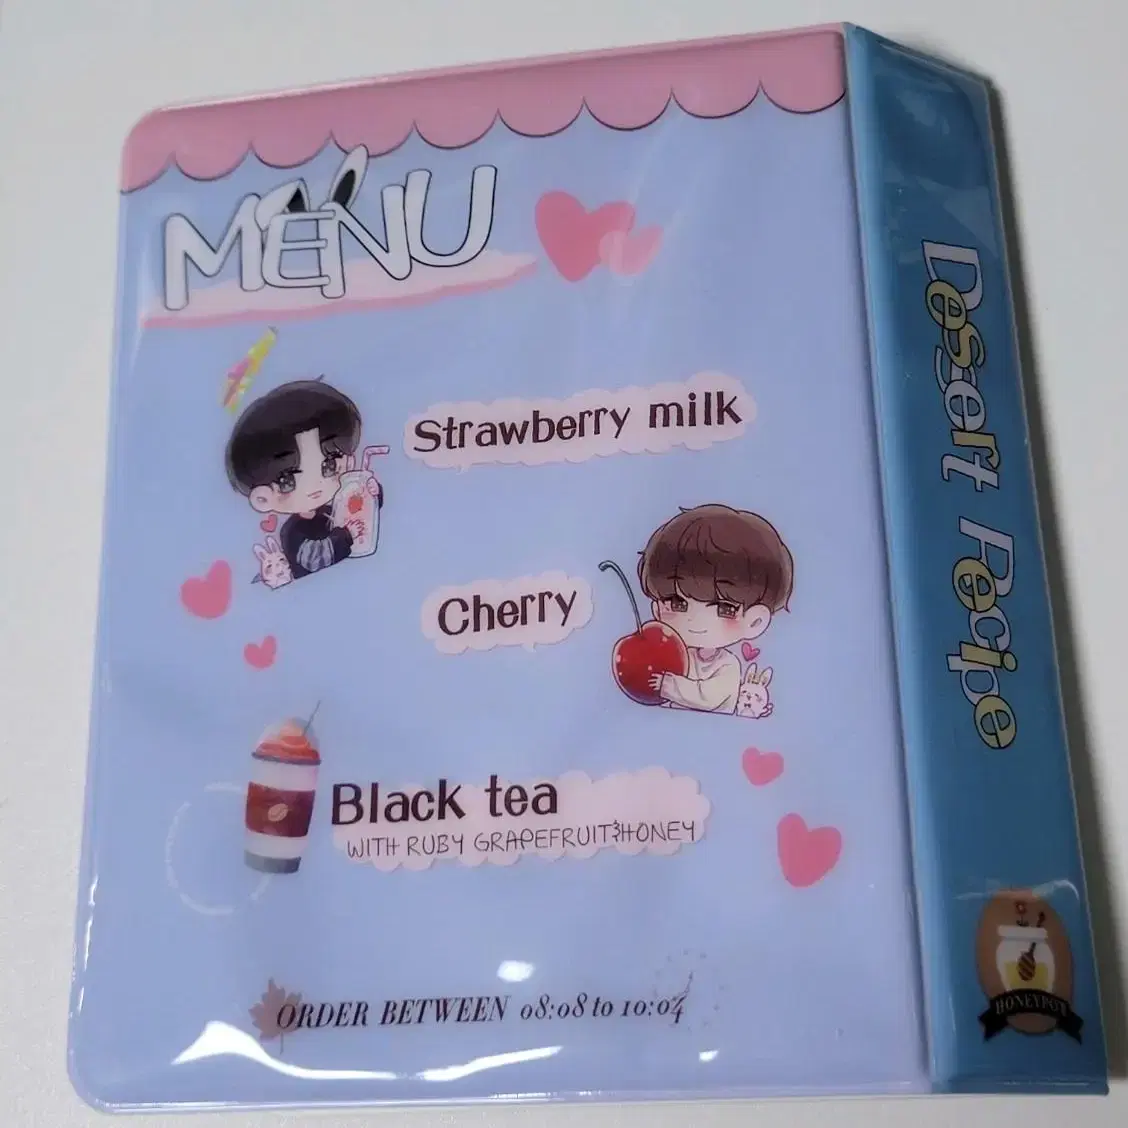 MENU
Strawberry milk
Cherry
Black tea
WITH RUBY GRAPEFRUIT&HONEY
ORDER BETWEEN 08:08 to 10:04
Dessert Recipe
HONEYPOT